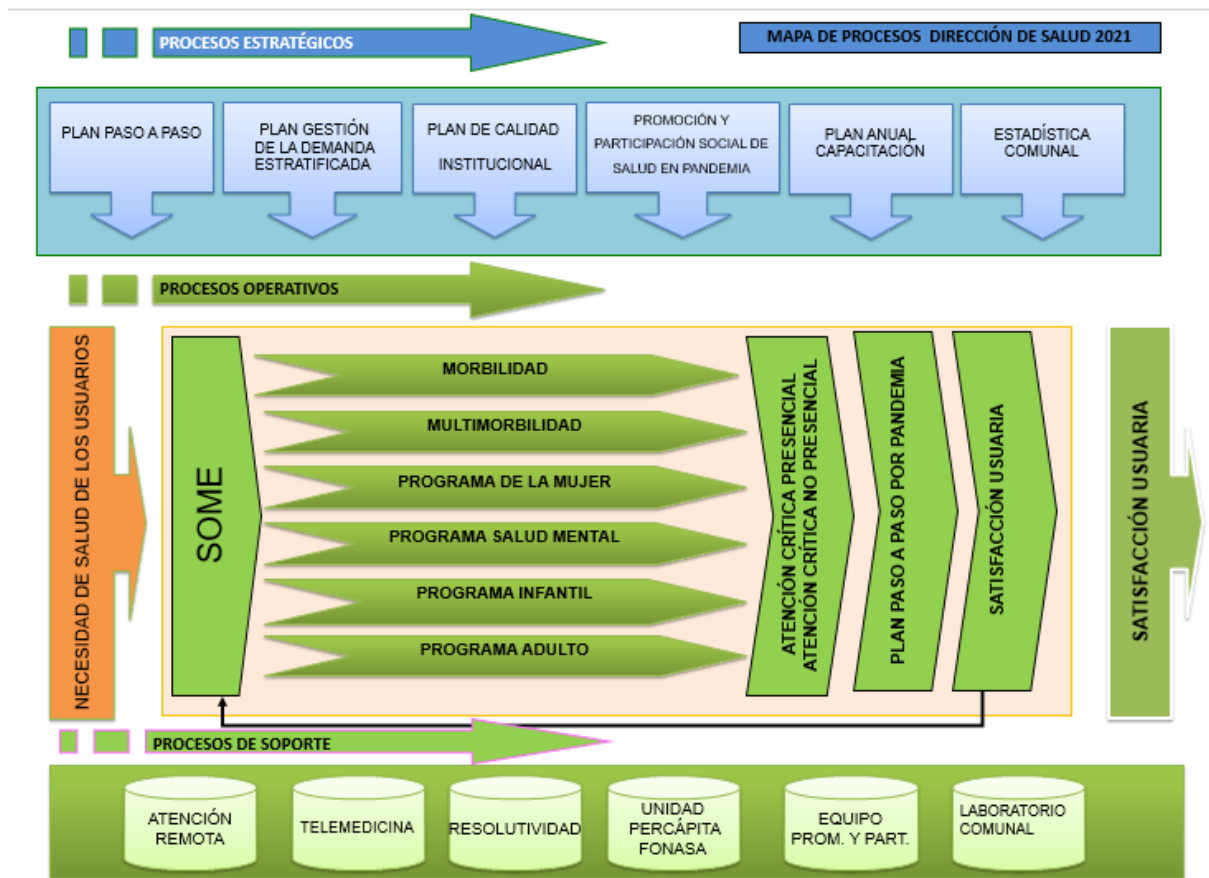 PROCESOS ESTRATÉGICOS
MAPA DE PROCESOS DIRECCIÓN DE SALUD 2021
PLAN PASO A PASO
PLAN GESTIÓN
DE LA DEMANDA
ESTRATIFICADA
PLAN DE CALIDAD
INSTITUCIONAL
PROMOCIÓN Y
PARTICIPACIÓN SOCIAL DE
SALUD EN PANDEMIA
PLAN ANUAL
CAPACITACIÓN
ESTADÍSTICA
COMUNAL
PROCESOS OPERATIVOS
NECESIDAD DE SALUD DE LOS USUARIOS
SOME
MORBILIDAD
MULTIMORBILIDAD
PROGRAMA DE LA MUJER
PROGRAMA SALUD MENTAL
PROGRAMA INFANTIL
PROGRAMA ADULTO
ATENCIÓN CRÍTICA PRESENCIAL
ATENCIÓN CRÍTICA NO PRESENCIAL
PLAN PASO A PASO POR PANDEMIA
SATISFACCIÓN USUARIA
SATISFACCIÓN USUARIA
PROCESOS DE SOPORTE
ATENCIÓN
REMOTA
TELEMEDICINA
RESOLUTIVIDAD
UNIDAD
PERCÁPITA
FONASA
EQUIPO
PROM. Y PART.
LABORATORIO
COMUNAL